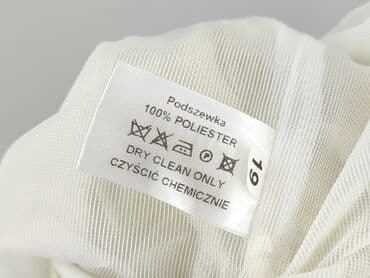 Podszewka
100% POLIESTER
DRY CLEAN ONLY
CZYŚCIĆ CHEMICZNIE
19